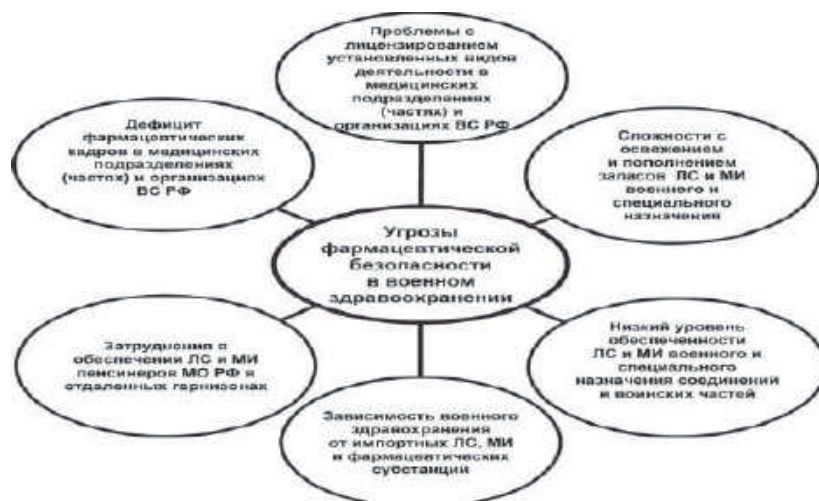 Проблемы с
лицензированием
установленных видов
деятельности в
медицинских
подразделениях
(частях) и
организациях ВС РФ
Дефицит
фармацевтических
кадров в медицинских
подразделениях
(частях) и организациях
ВС РФ
Сложности с
освежением
и пополнением
запасов ЛС и МИ
военного и
специального
назначения
Угрозы
фармацевтической
безопасности
в военном
здравоохранении
Затруднения в
обеспечении ЛС и МИ
пенсинеров МО РФ в
отдаленных гарнизонах
Низкий уровень
обеспеченности
ЛС и МИ военного и
специального
назначения соединений
и воинских частей
Зависимость военного
здравохранения
от импортных ЛС, МИ
и фармацевтических
субстанций